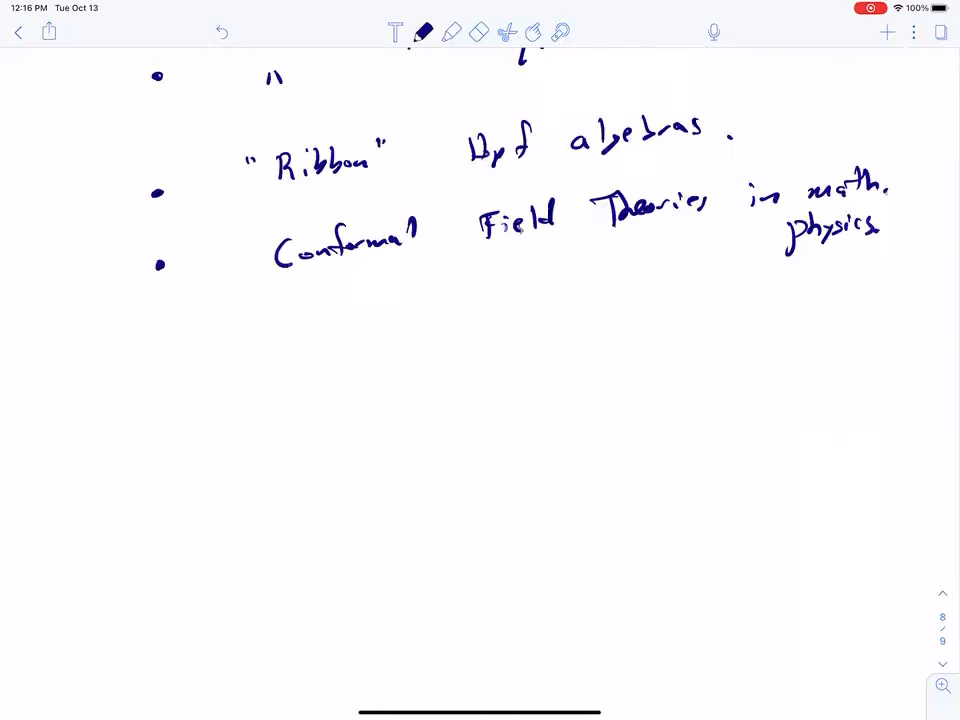 12:16 PM Tue Oct 13
100%
• "
• "Ribbon" Hopf algebras.
• Conformal Field Theories in math.
physics.
8
/
9